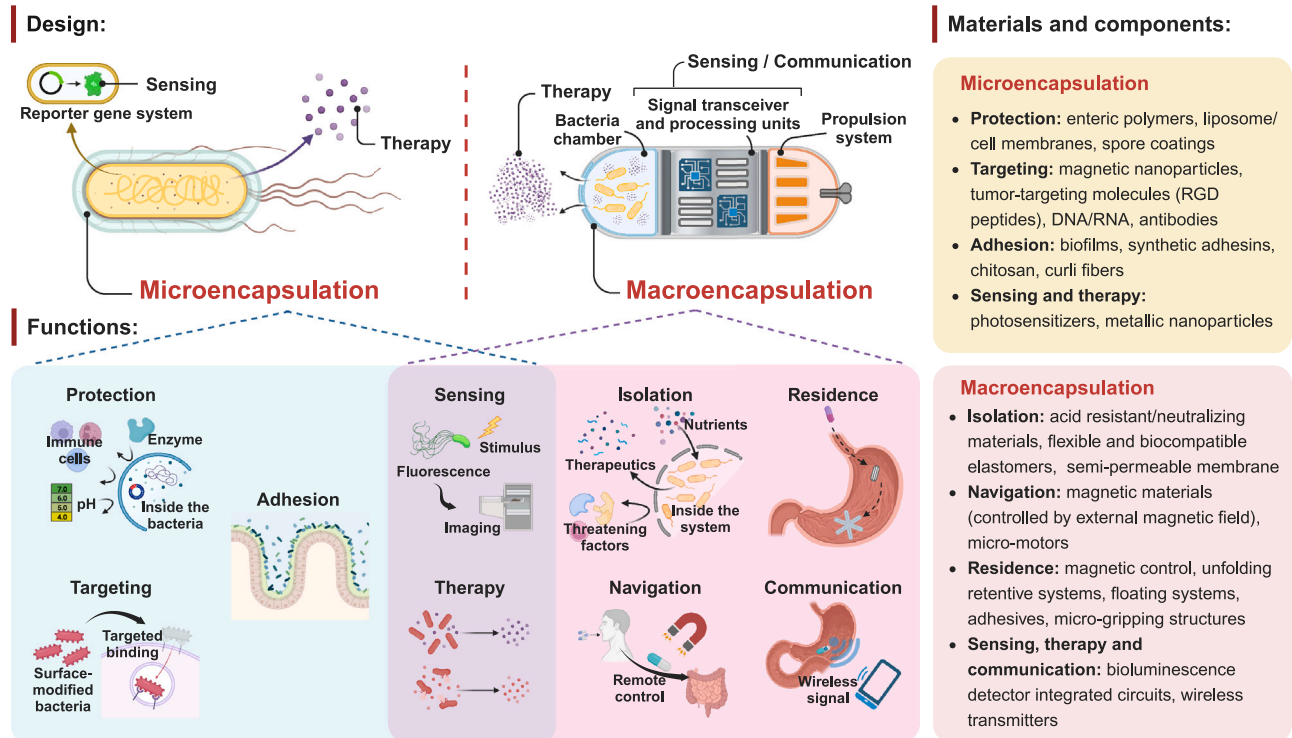 Design:
Sensing
Reporter gene system
Therapy
Microencapsulation
Sensing / Communication
Therapy
Bacteria
chamber
Signal transceiver
and processing units
Propulsion
system
Macroencapsulation
Functions:
Protection
Immune
cells
Enzyme
7.0
6.0
5.0
4.0
pH
Inside the
bacteria
Adhesion
Targeting
Targeted
binding
Surface-
modified
bacteria
Sensing
Stimulus
Fluorescence
Imaging
Therapy
Isolation
Nutrients
Therapeutics
Inside the
system
Threatening
factors
Residence
Navigation
Remote
control
Communication
Wireless
signal
Materials and components:
Microencapsulation
• Protection: enteric polymers, liposome/
cell membranes, spore coatings
• Targeting: magnetic nanoparticles,
tumor-targeting molecules (RGD
peptides), DNA/RNA, antibodies
• Adhesion: biofilms, synthetic adhesins,
chitosan, curli fibers
• Sensing and therapy:
photosensitizers, metallic nanoparticles
Macroencapsulation
• Isolation: acid resistant/neutralizing
materials, flexible and biocompatible
elastomers, semi-permeable membrane
• Navigation: magnetic materials
(controlled by external magnetic field),
micro-motors
• Residence: magnetic control, unfolding
retentive systems, floating systems,
adhesives, micro-gripping structures
• Sensing, therapy and
communication: bioluminescence
detector integrated circuits, wireless
transmitters